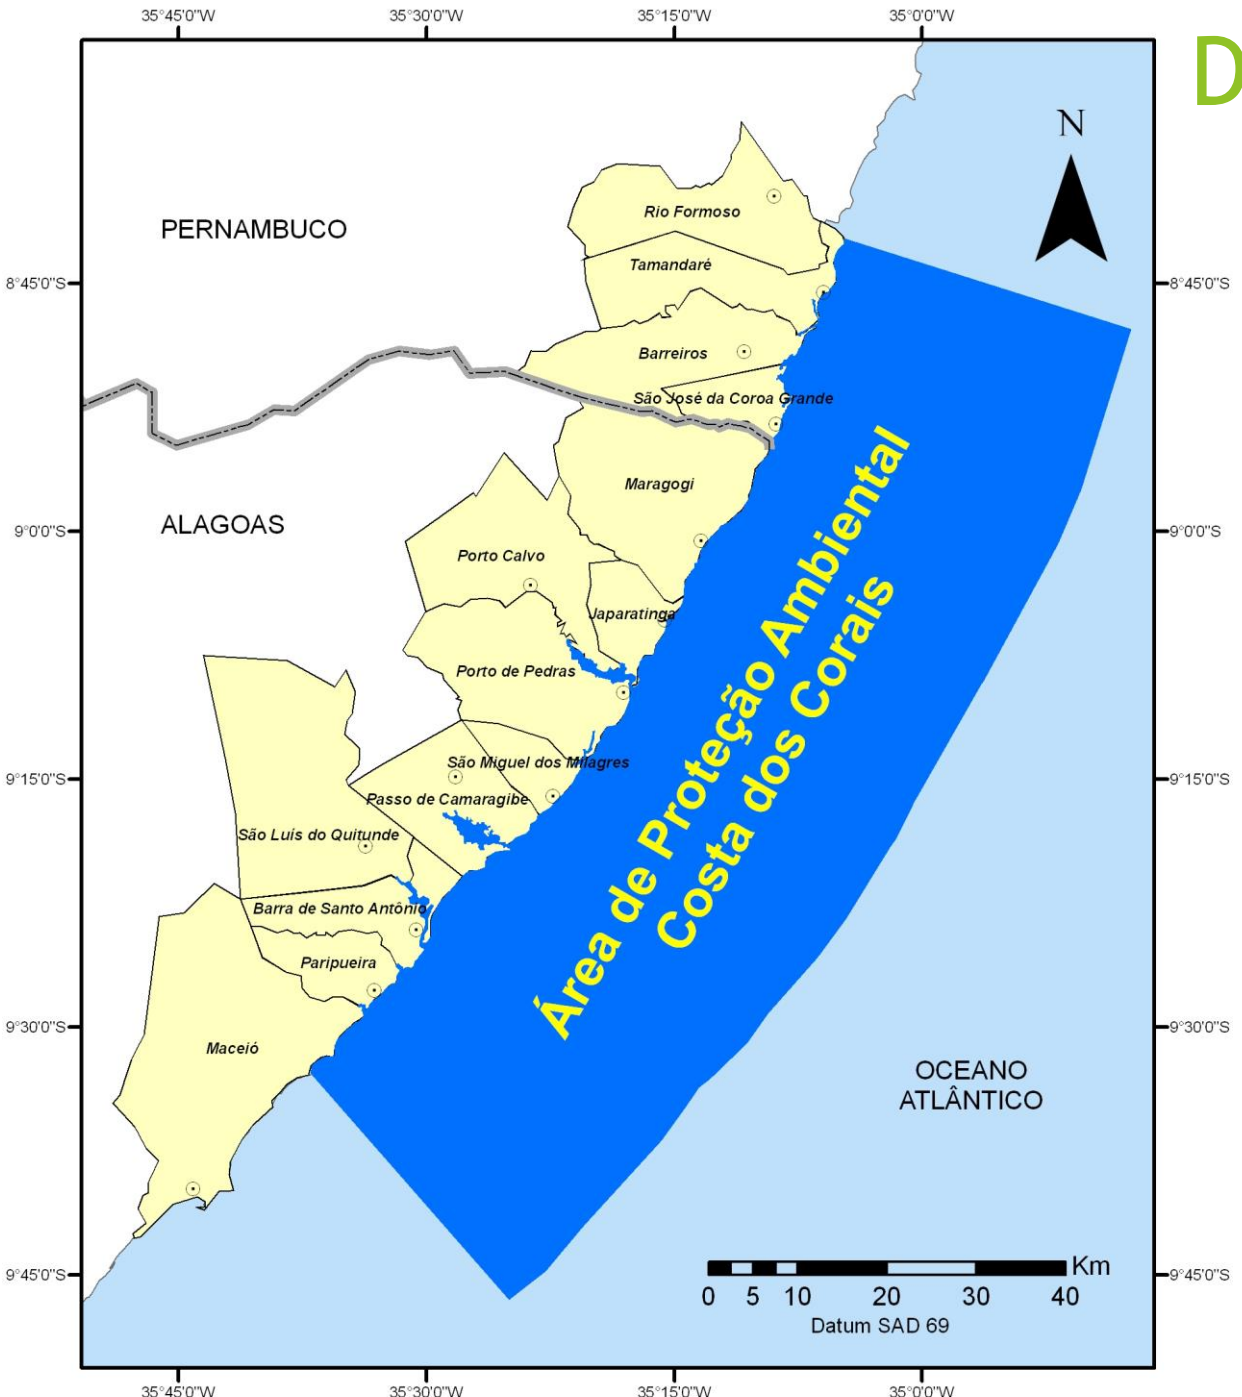 35°45'0"W 35°30'0"W 35°15'0"W 35°0'0"W
D
N
Rio Formoso
PERNAMBUCO
Tamandaré
8°45'0"S 8°45'0"S
Barreiros
São José da Coroa Grande
Maragogi
ALAGOAS
9°0'0"S 9°0'0"S
Porto Calvo
Japaratinga
Porto de Pedras
Área de Proteção Ambiental
Costa dos Corais
São Miguel dos Milagres
9°15'0"S 9°15'0"S
Passo de Camaragibe
São Luís do Quitunde
Barra de Santo Antônio
Paripueira
9°30'0"S 9°30'0"S
Maceió
OCEANO
ATLÂNTICO
9°45'0"S 9°45'0"S
Km
0 5 10 20 30 40
Datum SAD 69
35°45'0"W 35°30'0"W 35°15'0"W 35°0'0"W